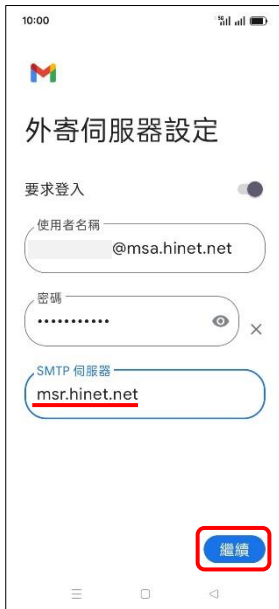 10:00
5G
外寄伺服器設定
要求登入
使用者名稱
@msa.hinet.net
密碼
•••••••••••
SMTP 伺服器
msr.hinet.net
繼續